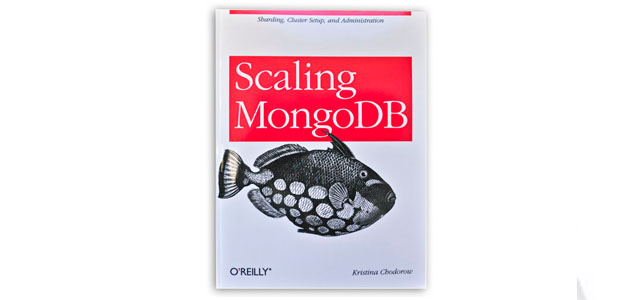 Sharding, Cluster Setup, and Administration
Scaling
MongoDB
O'REILLY®
Kristina Chodorow